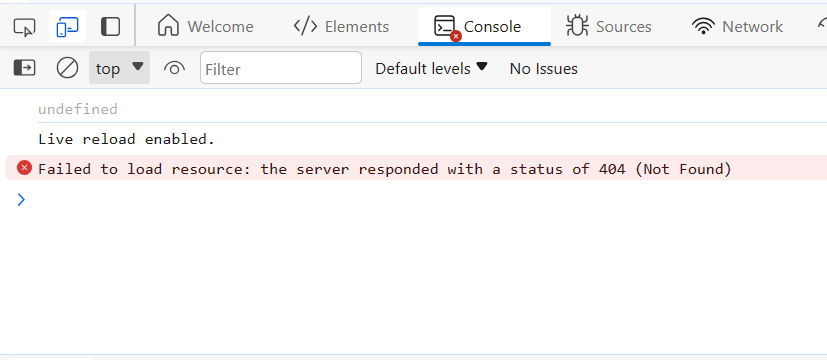 Welcome Elements Console Sources Network
top Filter Default levels No Issues
undefined
Live reload enabled.
Failed to load resource: the server responded with a status of 404 (Not Found)